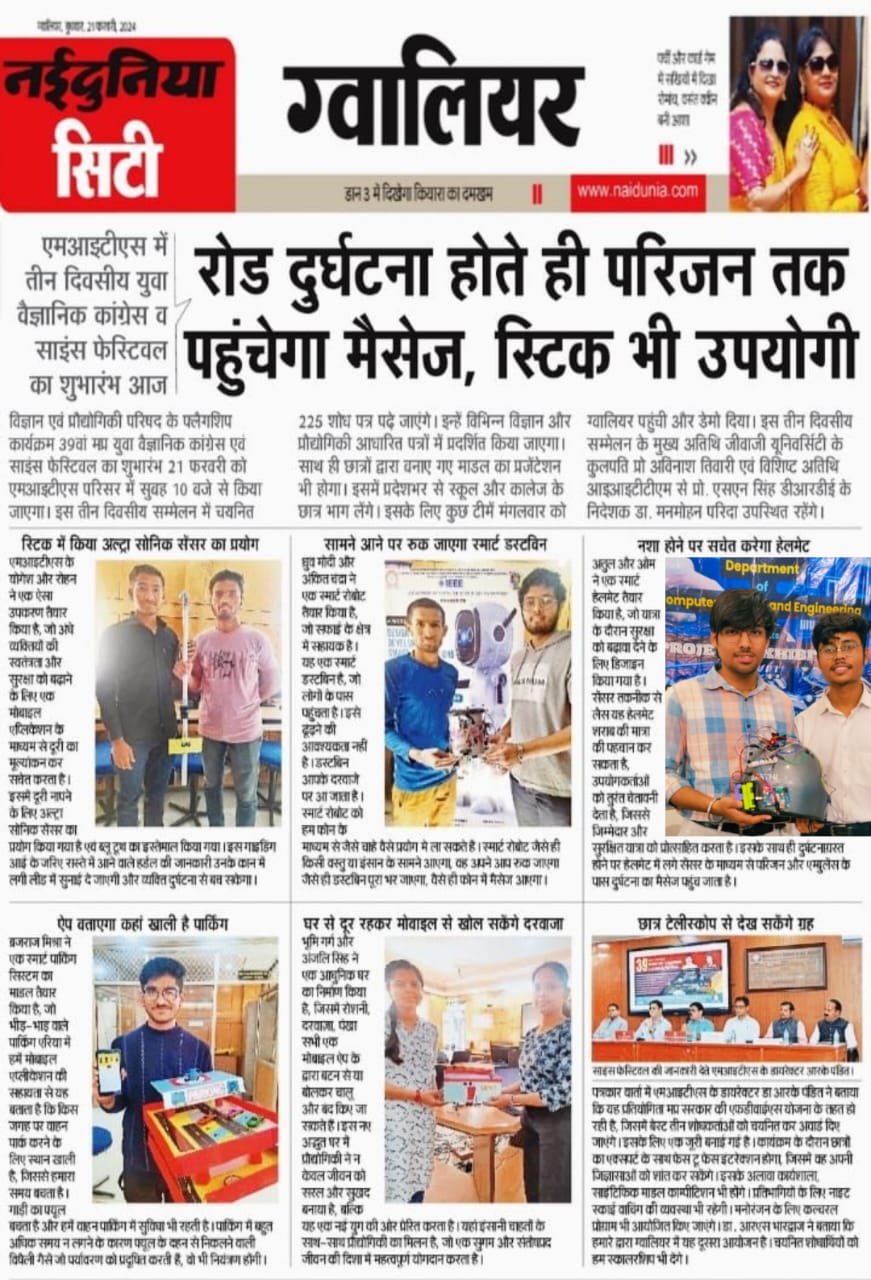 ग्वालियर, बुधवार, 21 फरवरी, 2024
नईदुनिया
सिटी
ग्वालियर
पर्ची और कार्ड गेम
में सखियों में दिखा
रोमांच, वसंत क्वीन
बनी आशा
III »
डान 3 में दिखेगा कियारा का दमखम
II
www.naidunia.com
एमआइटीएस में
तीन दिवसीय युवा
वैज्ञानिक कांग्रेस व
साइंस फेस्टिवल
का शुभारंभ आज
रोड दुर्घटना होते ही परिजन तक
पहुंचेगा मैसेज, स्टिक भी उपयोगी
विज्ञान एवं प्रौद्योगिकी परिषद के फ्लैगशिप
कार्यक्रम 39वां मप्र युवा वैज्ञानिक कांग्रेस एवं
साइंस फेस्टिवल का शुभारंभ 21 फरवरी को
एमआइटीएस परिसर में सुबह 10 बजे से किया
जाएगा। इस तीन दिवसीय सम्मेलन में चयनित
225 शोध पत्र पढ़े जाएंगे। इन्हें विभिन्न विज्ञान और
प्रौद्योगिकी आधारित पत्रों में प्रदर्शित किया जाएगा।
साथ ही छात्रों द्वारा बनाए गए माडल का प्रजेंटेशन
भी होगा। इसमें प्रदेशभर से स्कूल और कालेज के
छात्र भाग लेंगे। इसके लिए कुछ टीमें मंगलवार को
ग्वालियर पहुंची और डेमो दिया। इस तीन दिवसीय
सम्मेलन के मुख्य अतिथि जीवाजी यूनिवर्सिटी के
कुलपति प्रो अविनाश तिवारी एवं विशिष्ट अतिथि
आइआइटीटीएम से प्रो. एसएन सिंह डीआरडीई के
निदेशक डा. मनमोहन परिदा उपस्थित रहेंगे।
स्टिक में किया अल्ट्रा सोनिक सेंसर का प्रयोग
एमआइटीएस के
योगेश और रोहन
ने एक ऐसा
उपकरण तैयार
किया है, जो अंधे
व्यक्तियों की
स्वतंत्रता और
सुरक्षा को बढ़ाने
के लिए एक
मोबाइल
एप्लिकेशन के
माध्यम से दूरी का
मूल्यांकन कर
सचेत करता है।
इसमें दूरी नापने
के लिए अल्ट्रा
सोनिक सेंसर का
प्रयोग किया गया है एवं ब्लू टूथ का इस्तेमाल किया गया। इस गाइडिंग
आई के जरिए रास्ते में आने वाले हर्डल की जानकारी उनके कान में
लगी लीड में सुनाई दे जाएगी और व्यक्ति दुर्घटना से बच सकेगा।
सामने आने पर रुक जाएगा स्मार्ट डस्टबिन
ध्रुव मोदी और
अंकित चंद्रा ने
एक स्मार्ट रोबोट
तैयार किया है,
जो सफाई के क्षेत्र
में सहायक है।
यह एक स्मार्ट
डस्टबिन है, जो
लोगों के पास
पहुंचता है। इसे
ढूढ़ने की
आवश्यकता नहीं
है। डस्टबिन
आपके दरवाजे
पर आ जाता है।
स्मार्ट रोबोट को
हम फोन के
माध्यम से जैसे चाहे वैसे प्रयोग में ला सकते है। स्मार्ट रोबोट जैसे ही
किसी वस्तु या इंसान के सामने आएगा, वह अपने आप रुक जाएगा
जैसे ही डस्टबिन पूरा भर जाएगा, वैसे ही फोन में मैसेज आएगा।
IEEE
नशा होने पर सचेत करेगा हेलमेट
अतुल और ओम
ने एक स्मार्ट
हेलमेट तैयार
किया है, जो यात्रा
के दौरान सुरक्षा
को बढ़ावा देने के
लिए डिजाइन
किया गया है।
सेंसर तकनीक से
लैस यह हेलमेट
शराब की मात्रा
की पहचान कर
सकता है,
उपयोगकर्ताओं
को तुरंत चेतावनी
देता है, जिससे
जिम्मेदार और
सुरक्षित यात्रा को प्रोत्साहित करता है। इसके साथ ही दुर्घटनाग्रस्त
होने पर हेलमेट में लगे सेंसर के माध्यम से परिजन और एम्बुलेंस के
पास दुर्घटना का मैसेज पहुंच जाता है।
Department
of
omputer and Engineering
ऐप बताएगा कहां खाली है पार्किंग
ब्रजराज मिश्रा ने
एक स्मार्ट पार्किंग
सिस्टम का
माडल तैयार
किया है, जो
भीड़-भाड़ वाले
पार्किंग एरिया में
हमें मोबाइल
एप्लीकेशन की
सहायता से यह
बताता है कि किस
जगह पर वाहन
पार्क करने के
लिए स्थान खाली
है, जिससे हमारा
समय बचता है।
गाड़ी का फ्यूल
बचता है और हमें वाहन पार्किंग में सुविधा भी रहती है। पार्किंग में बहुत
अधिक समय न लगने के कारण फ्यूल के दहन से निकलने वाली
विषैली गैसे जो पर्यावरण को प्रदूषित करती हैं, वो भी नियंत्रण होंगी।
PARKING
घर से दूर रहकर मोबाइल से खोल सकेंगे दरवाजा
भूमि गर्ग और
अंजलि सिंह ने
एक आधुनिक घर
का निर्माण किया
है, जिसमें रोशनी,
दरवाजा, पंखा
सभी एक
मोबाइल ऐप के
द्वारा बटन से या
बोलकर चालू
और बंद किए जा
सकते हैं। इस नए
अद्भुत घर में
प्रौद्योगिकी ने न
केवल जीवन को
सरल और सुखद
बनाया है, बल्कि
यह एक नई युग की ओर प्रेरित करता है। यहां इंसानी चाहतों के
साथ-साथ प्रौद्योगिकी का मिलन है, जो एक सुगम और संतोषप्रद
जीवन की दिशा में महत्वपूर्ण योगदान करता है।
छात्र टेलीस्कोप से देख सकेंगे ग्रह
साइस फेस्टिवल की जानकारी देते एमआइटीएस के डायरेक्टर आरके पंडित।
पत्रकार वार्ता में एमआइटीएस के डायरेक्टर डा आरके पंडित ने बताया
कि यह प्रतियोगिता मप्र सरकार की एफडीवाईएस योजना के तहत हो
रही है, जिसमें बेस्ट तीन शोधकर्ताओं को चयनित कर अवार्ड दिए
जाएंगे। इसके लिए एक जूरी बनाई गई है। कार्यक्रम के दौरान छात्रों
का एक्सपर्ट के साथ फेस टू फेस इंटरेक्शन होगा, जिसमें वह अपनी
जिज्ञासाओं को शांत कर सकेंगे। इसके अलावा कार्यशाला,
साइंटिफिक माडल काम्पीटिशन भी होंगे। प्रतिभागियों के लिए नाइट
स्काई वाचिंग की व्यवस्था भी रहेगी। मनोरंजन के लिए कल्चरल
प्रोग्राम भी आयोजित किए जाएंगे। डा. आरएस भारद्वाज ने बताया कि
हमारे द्वारा ग्वालियर में यह दूसरा आयोजन है। चयनित शोधार्थियों को
हम स्कालरशिप भी देंगे।